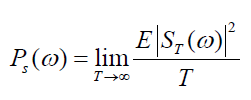 P_s(ω) = lim_{T→∞} E|S_T(ω)|² / T